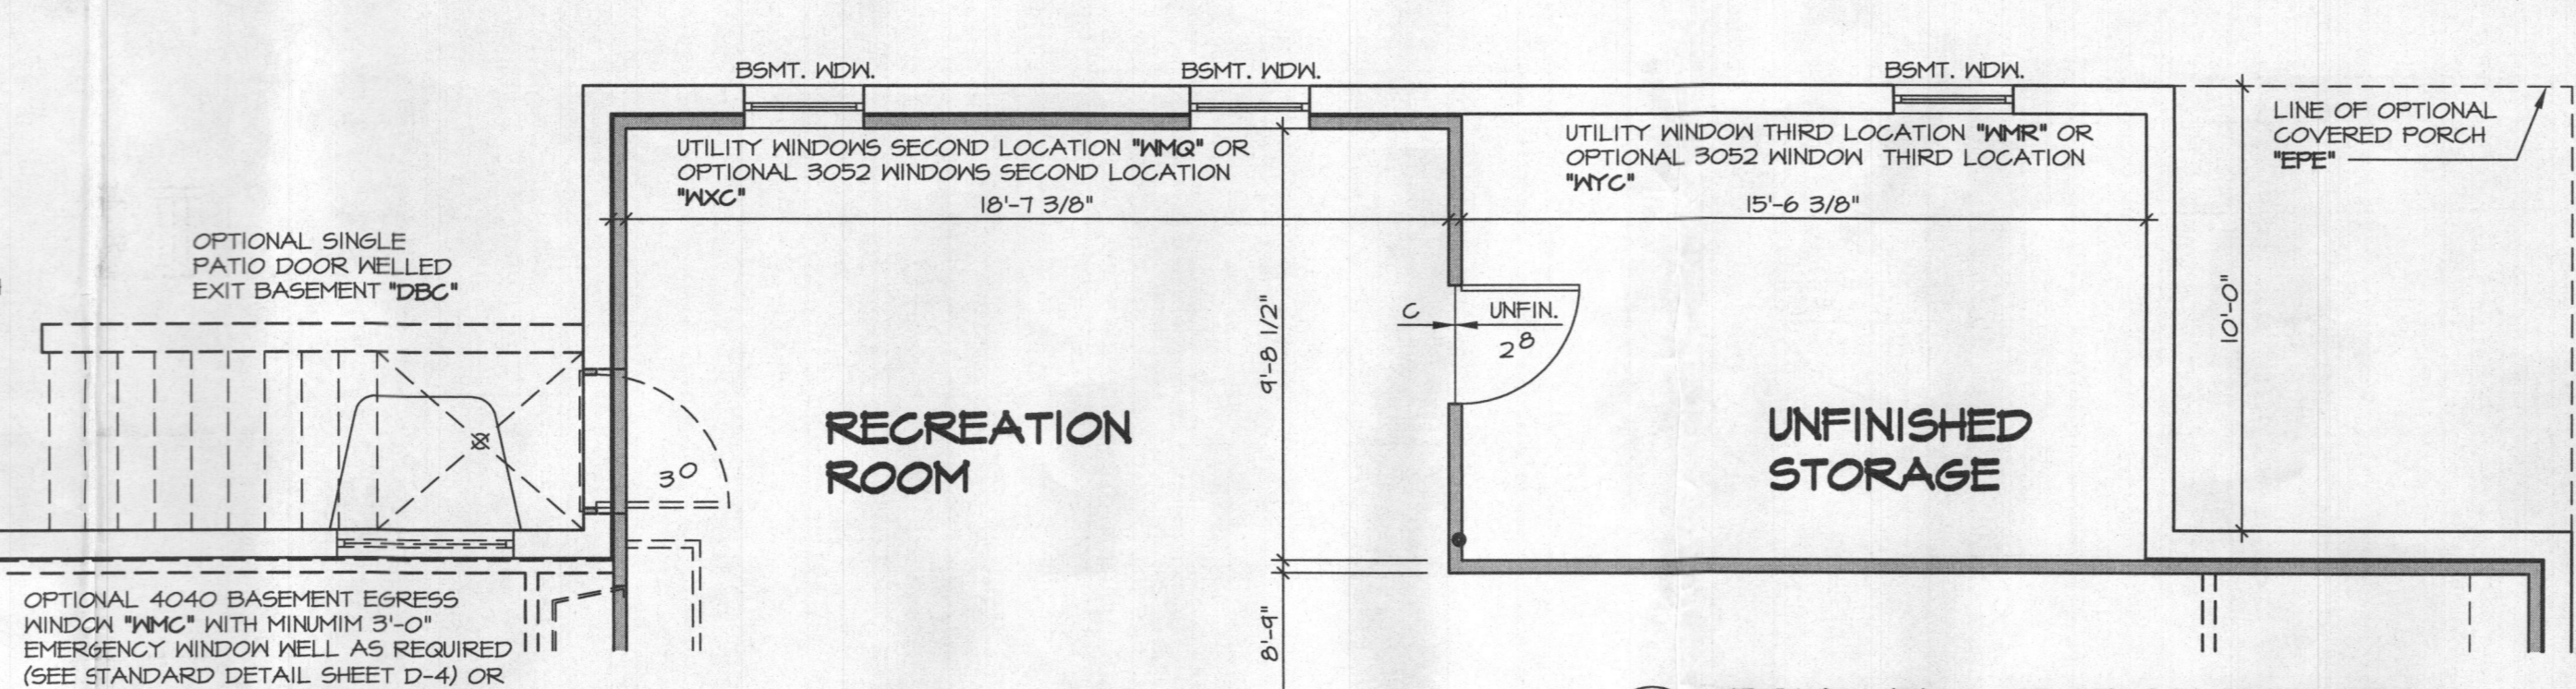 BSMT. WDW.
BSMT. WDW.
BSMT. WDW.
UTILITY WINDOWS SECOND LOCATION "WMQ" OR
OPTIONAL 3052 WINDOWS SECOND LOCATION
"WXC"
18'-7 3/8"
UTILITY WINDOW THIRD LOCATION "WMR" OR
OPTIONAL 3052 WINDOW THIRD LOCATION
"WYC"
15'-6 3/8"
LINE OF OPTIONAL
COVERED PORCH
"EPE"
OPTIONAL SINGLE
PATIO DOOR WELLED
EXIT BASEMENT "DBC"
9'-8 1/2"
C
UNFIN.
28
10'-0"
30
RECREATION
ROOM
UNFINISHED
STORAGE
OPTIONAL 4040 BASEMENT EGRESS
WINDOW "WMC" WITH MINUMIM 3'-0"
EMERGENCY WINDOW WELL AS REQUIRED
(SEE STANDARD DETAIL SHEET D-4) OR
8'-9"